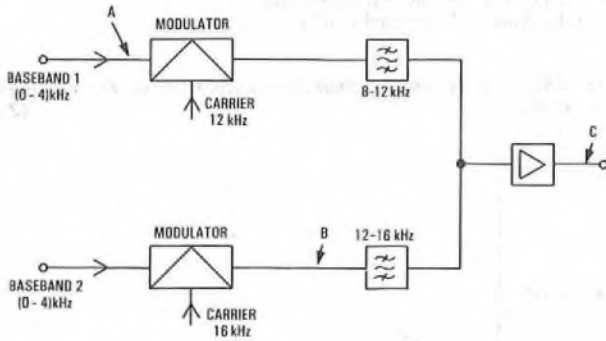 A
MODULATOR
BASEBAND 1
(0 - 4)kHz
CARRIER
12 kHz
8-12 kHz
C
MODULATOR
B
12-16 kHz
BASEBAND 2
(0 - 4)kHz
CARRIER
16 kHz